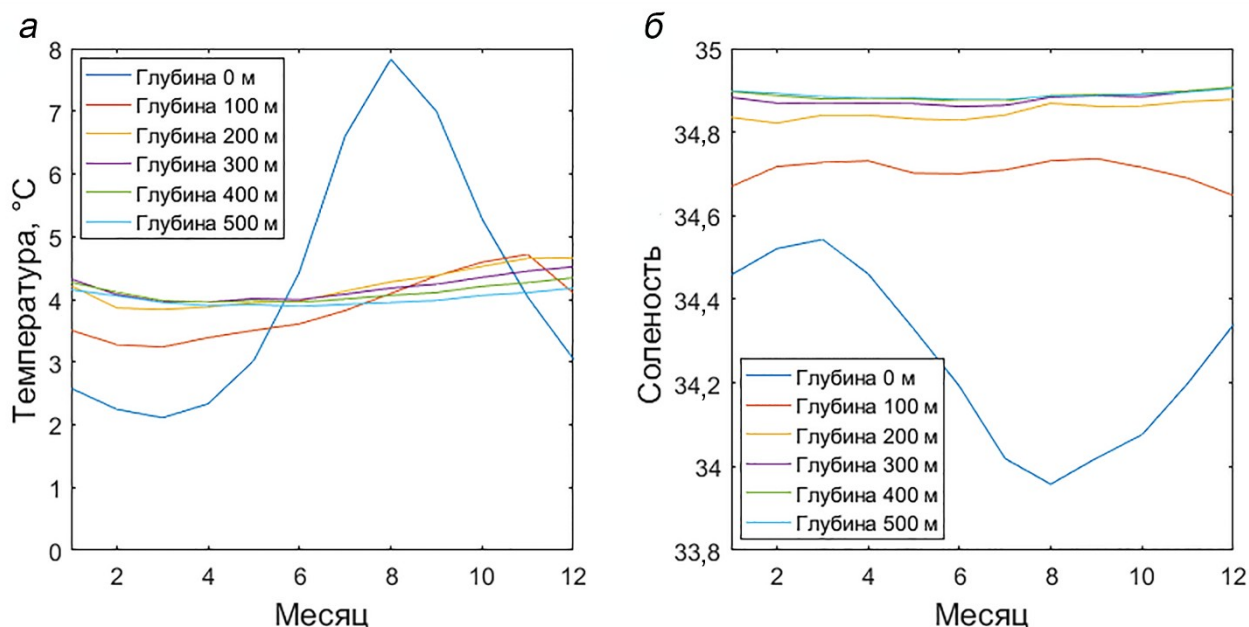 а
8
7
6
5
4
3
2
1
0
Температура, °C
Глубина 0 м
Глубина 100 м
Глубина 200 м
Глубина 300 м
Глубина 400 м
Глубина 500 м
2 4 6 8 10 12
Месяц
б
35
34,8
34,6
34,4
34,2
34
33,8
Соленость
Глубина 0 м
Глубина 100 м
Глубина 200 м
Глубина 300 м
Глубина 400 м
Глубина 500 м
2 4 6 8 10 12
Месяц